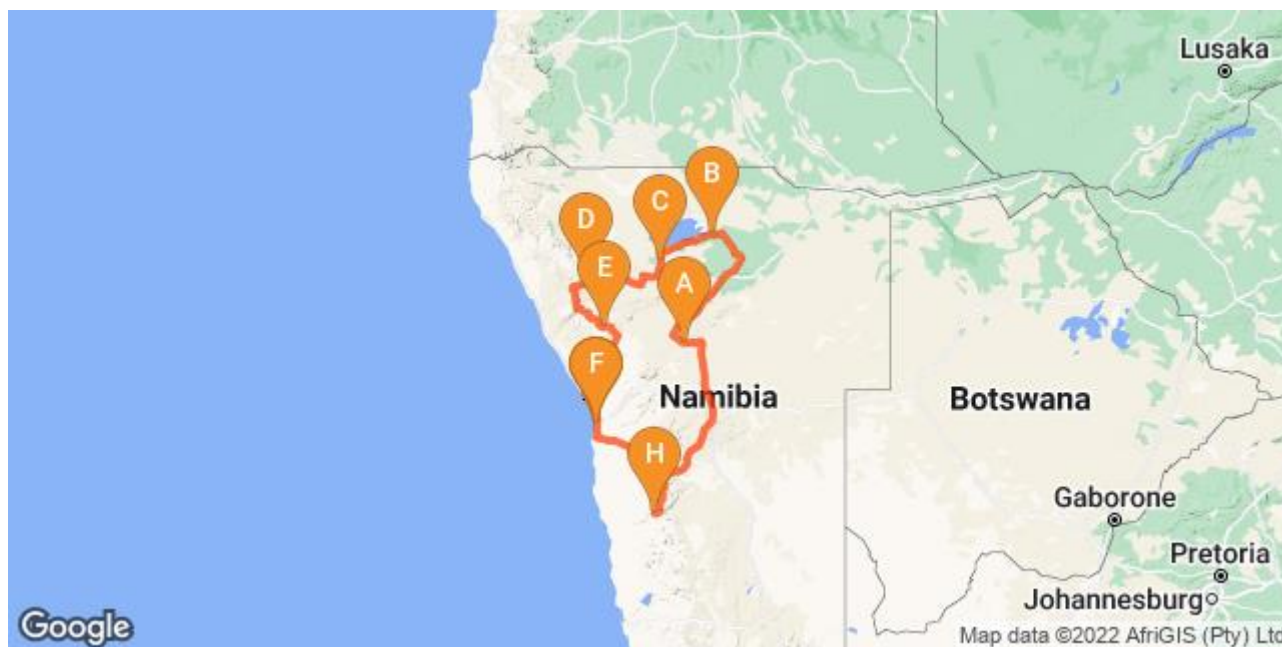 Lusaka
B
C
D
E
A
F
Namibia
Botswana
H
Gaborone
Pretoria
Johannesburg
Google
Map data ©2022 AfriGIS (Pty) Ltd